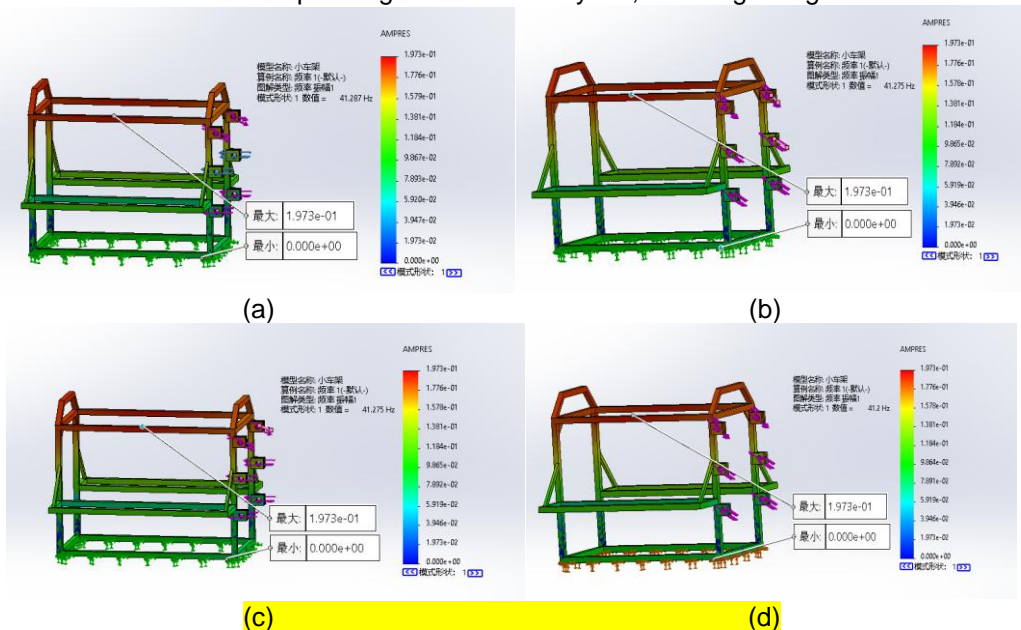 AMPRES
模型名称: 小车架
算例名称: 频率 1(-默认-)
图解类型: 频率 振幅1
模式形状: 1 数值 = 41.287 Hz
1.973e-01
1.776e-01
1.579e-01
1.381e-01
1.184e-01
9.867e-02
7.893e-02
5.920e-02
3.947e-02
1.973e-02
0.000e+00
最大: 1.973e-01
最小: 0.000e+00
<< 模式形状: 1 >>
(a)
AMPRES
模型名称: 小车架
算例名称: 频率 1(-默认-)
图解类型: 频率 振幅1
模式形状: 1 数值 = 41.275 Hz
1.973e-01
1.776e-01
1.578e-01
1.381e-01
1.184e-01
9.865e-02
7.892e-02
5.919e-02
3.946e-02
1.973e-02
0.000e+00
最大: 1.973e-01
最小: 0.000e+00
<< 模式形状: 1 >>
(b)
AMPRES
模型名称: 小车架
算例名称: 频率 1(-默认-)
图解类型: 频率 振幅1
模式形状: 1 数值 = 41.275 Hz
1.973e-01
1.776e-01
1.578e-01
1.381e-01
1.184e-01
9.865e-02
7.892e-02
5.919e-02
3.946e-02
1.973e-02
0.000e+00
最大: 1.973e-01
最小: 0.000e+00
<< 模式形状: 1 >>
(c)
AMPRES
模型名称: 小车架
算例名称: 频率 1(-默认-)
图解类型: 频率 振幅1
模式形状: 1 数值 = 41.2 Hz
1.973e-01
1.776e-01
1.578e-01
1.381e-01
1.184e-01
9.864e-02
7.891e-02
5.919e-02
3.946e-02
1.973e-02
0.000e+00
最大: 1.973e-01
最小: 0.000e+00
<< 模式形状: 1 >>
(d)